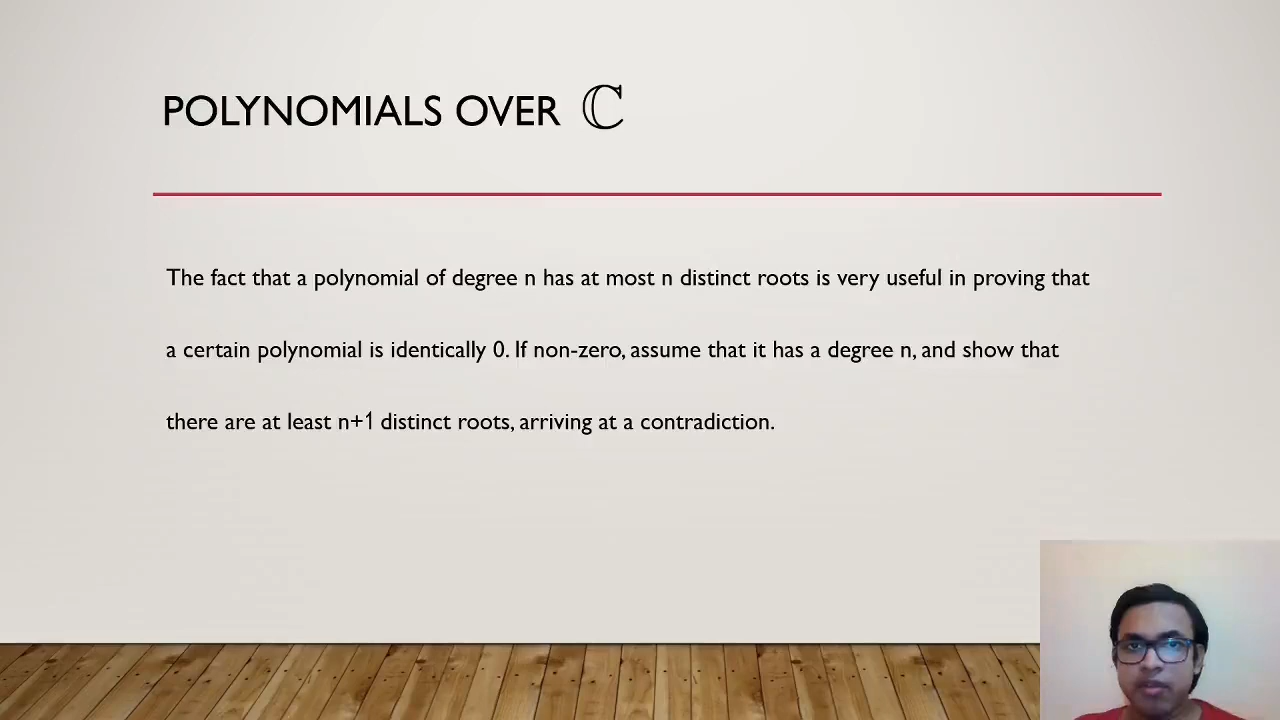 POLYNOMIALS OVER ℂ
The fact that a polynomial of degree n has at most n distinct roots is very useful in proving that
a certain polynomial is identically 0. If non-zero, assume that it has a degree n, and show that
there are at least n+1 distinct roots, arriving at a contradiction.